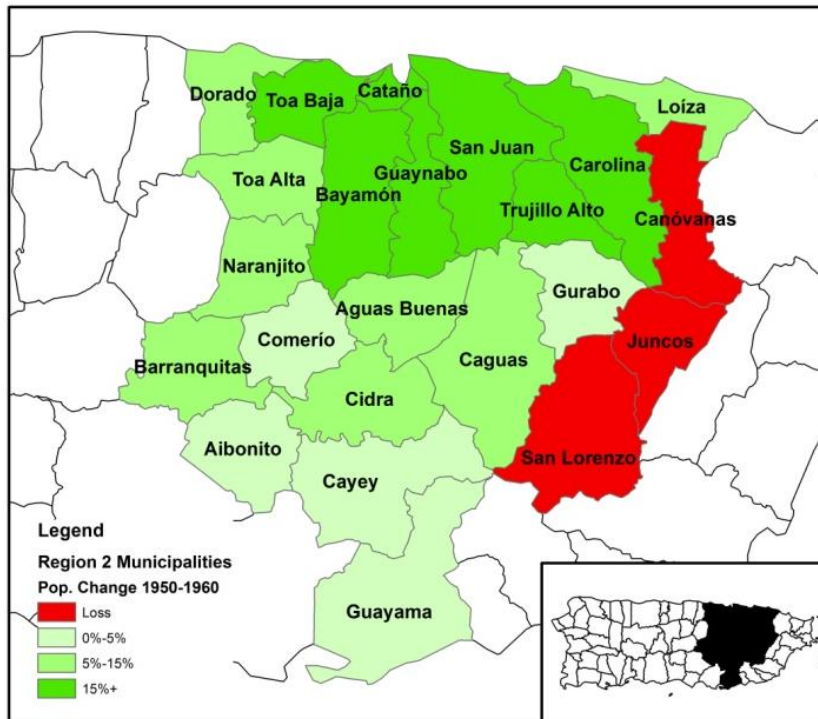 Dorado
Toa Baja
Cataño
Loíza
San Juan
Toa Alta
Bayamón
Guaynabo
Carolina
Trujillo Alto
Canóvanas
Naranjito
Gurabo
Aguas Buenas
Comerío
Juncos
Barranquitas
Caguas
Cidra
Aibonito
San Lorenzo
Cayey
Guayama
Legend
Region 2 Municipalities
Pop. Change 1950-1960
Loss
0%-5%
5%-15%
15%+